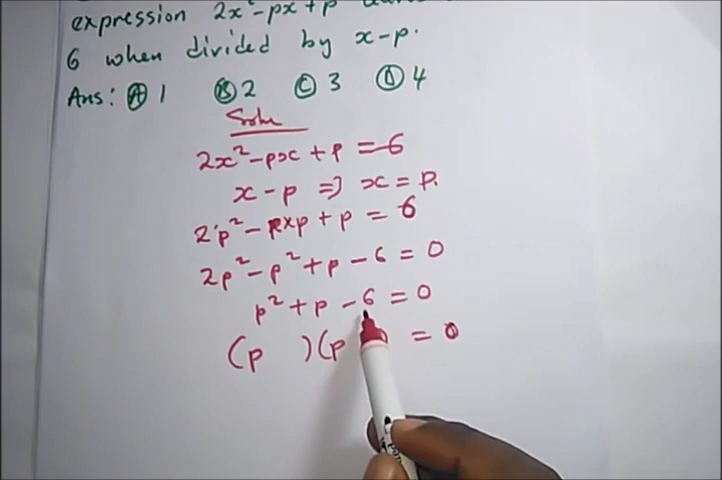 expression 2x²-px+p
6 when divided by x-p.
Ans: Ⓐ 1 Ⓑ 2 Ⓒ 3 Ⓓ 4
Soln
2x²-px+p=6
x-p ⇒ x=p.
2p²-p×p+p=6
2p²-p²+p-6=0
p²+p-6=0
(p )(p ) = 0